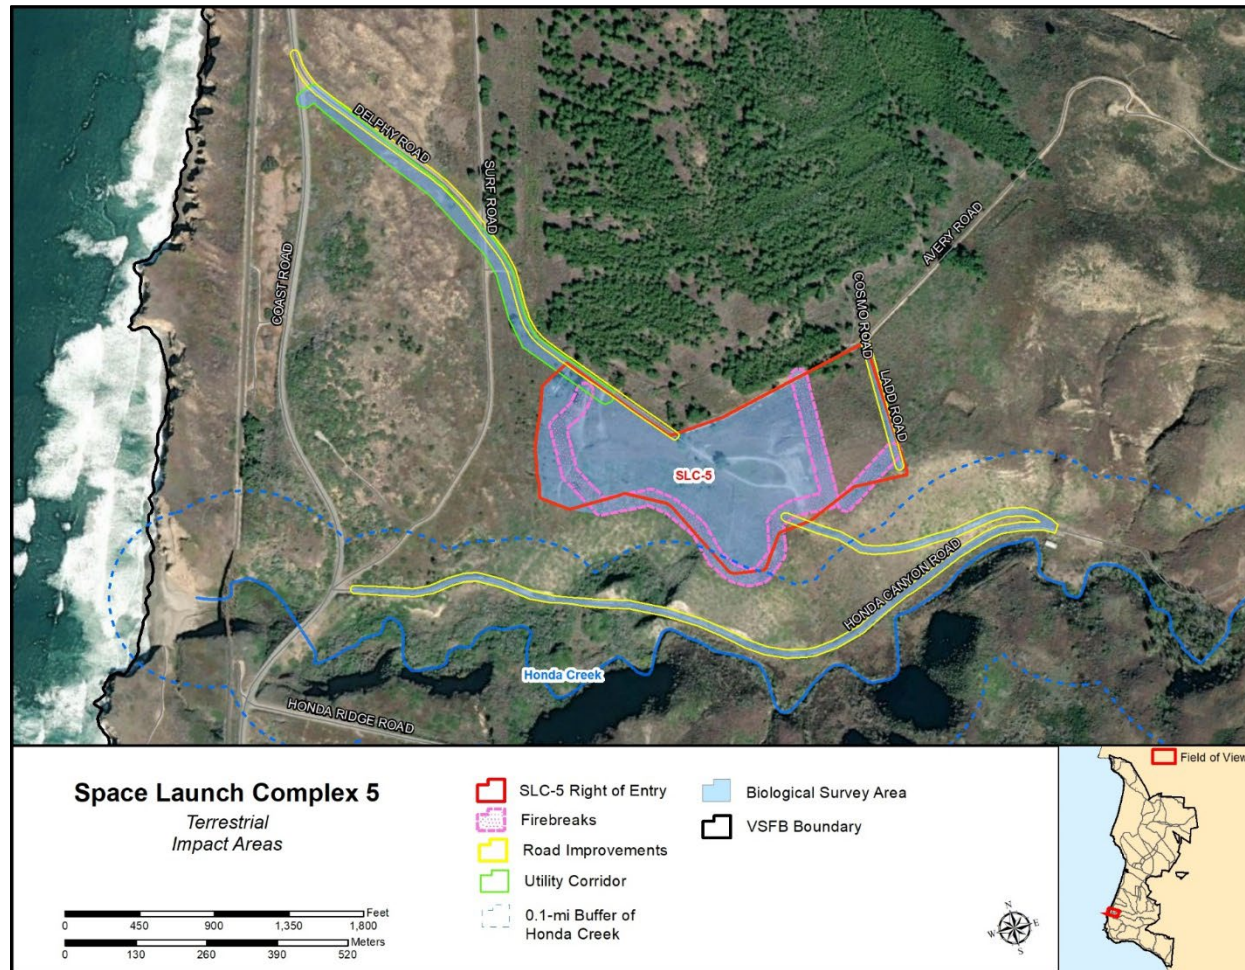 DELPHY ROAD
SURF ROAD
COAST ROAD
AVERY ROAD
COSMO ROAD
LADD ROAD
SLC-5
HONDA CANYON ROAD
Honda Creek
HONDA RIDGE ROAD
Space Launch Complex 5
Terrestrial
Impact Areas
Feet
0 450 900 1,350 1,800
Meters
0 130 260 390 520
SLC-5 Right of Entry
Firebreaks
Road Improvements
Utility Corridor
0.1-mi Buffer of
Honda Creek
Biological Survey Area
VSFB Boundary
N
W E
S
Field of View